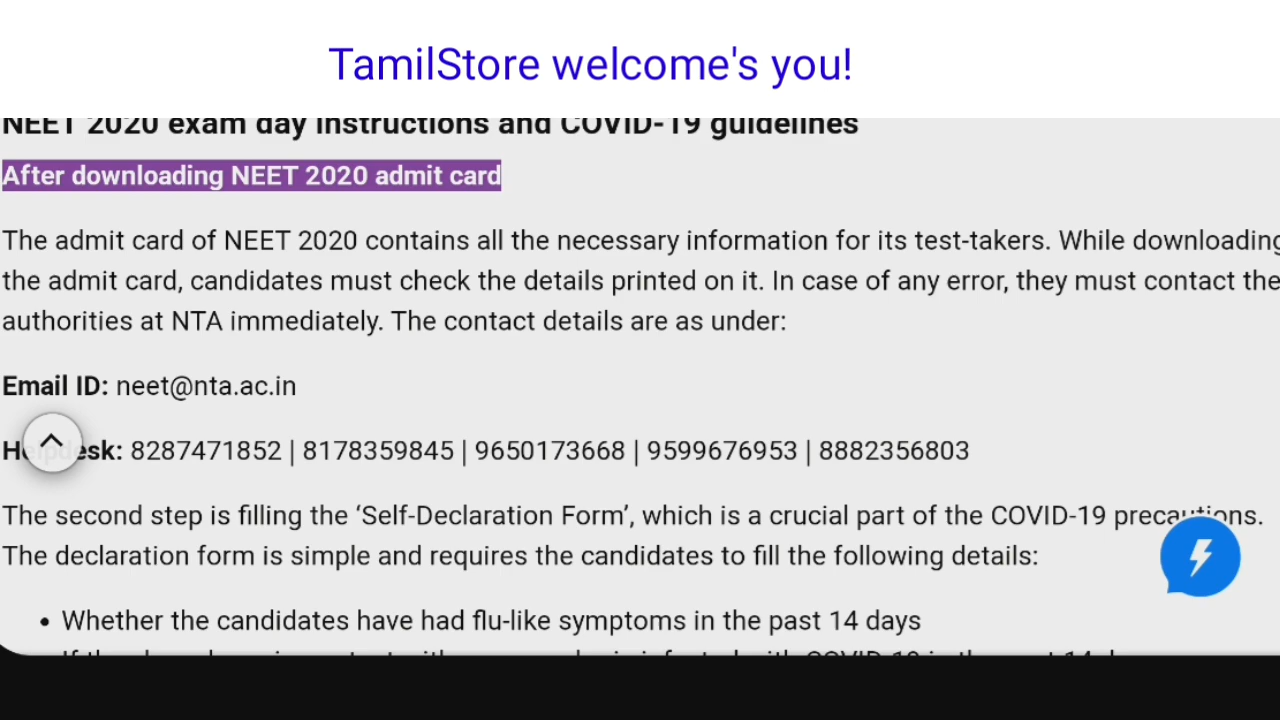 TamilStore welcome's you!
NEET 2020 exam day instructions and COVID-19 guidelines
After downloading NEET 2020 admit card
The admit card of NEET 2020 contains all the necessary information for its test-takers. While downloading
the admit card, candidates must check the details printed on it. In case of any error, they must contact the
authorities at NTA immediately. The contact details are as under:
Email ID: neet@nta.ac.in
Helpdesk: 8287471852 | 8178359845 | 9650173668 | 9599676953 | 8882356803
The second step is filling the ‘Self-Declaration Form’, which is a crucial part of the COVID-19 precautions.
The declaration form is simple and requires the candidates to fill the following details:
• Whether the candidates have had flu-like symptoms in the past 14 days